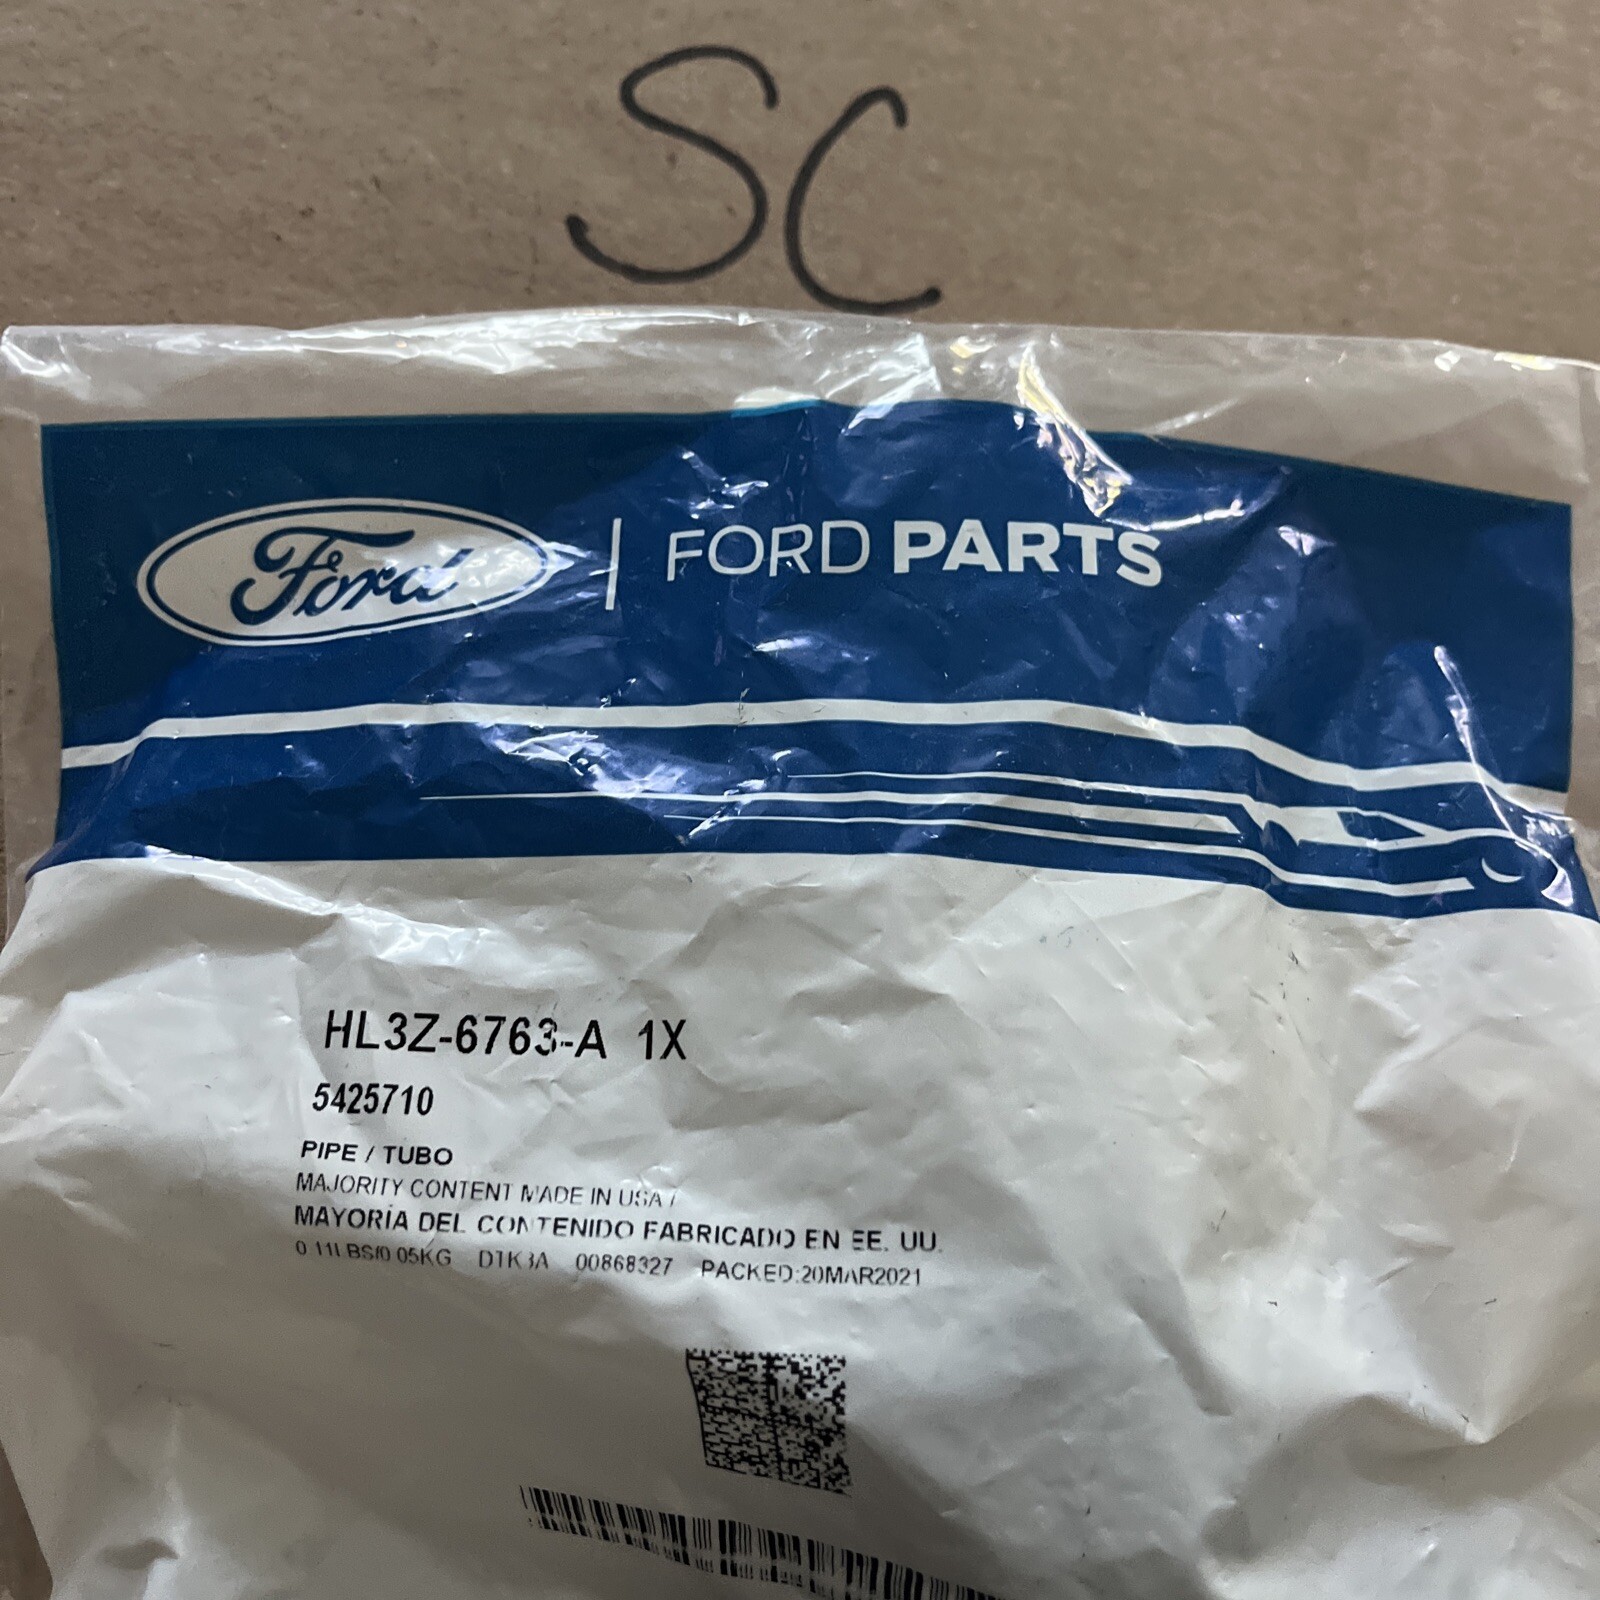 SC
Ford | FORD PARTS
HL3Z-6763-A 1X
5425710
PIPE / TUBO
MAJORITY CONTENT MADE IN USA /
MAYORÍA DEL CONTENIDO FABRICADO EN EE. UU.
0.11LBS/0.05KG 00868327 PACKED:20MAR2021